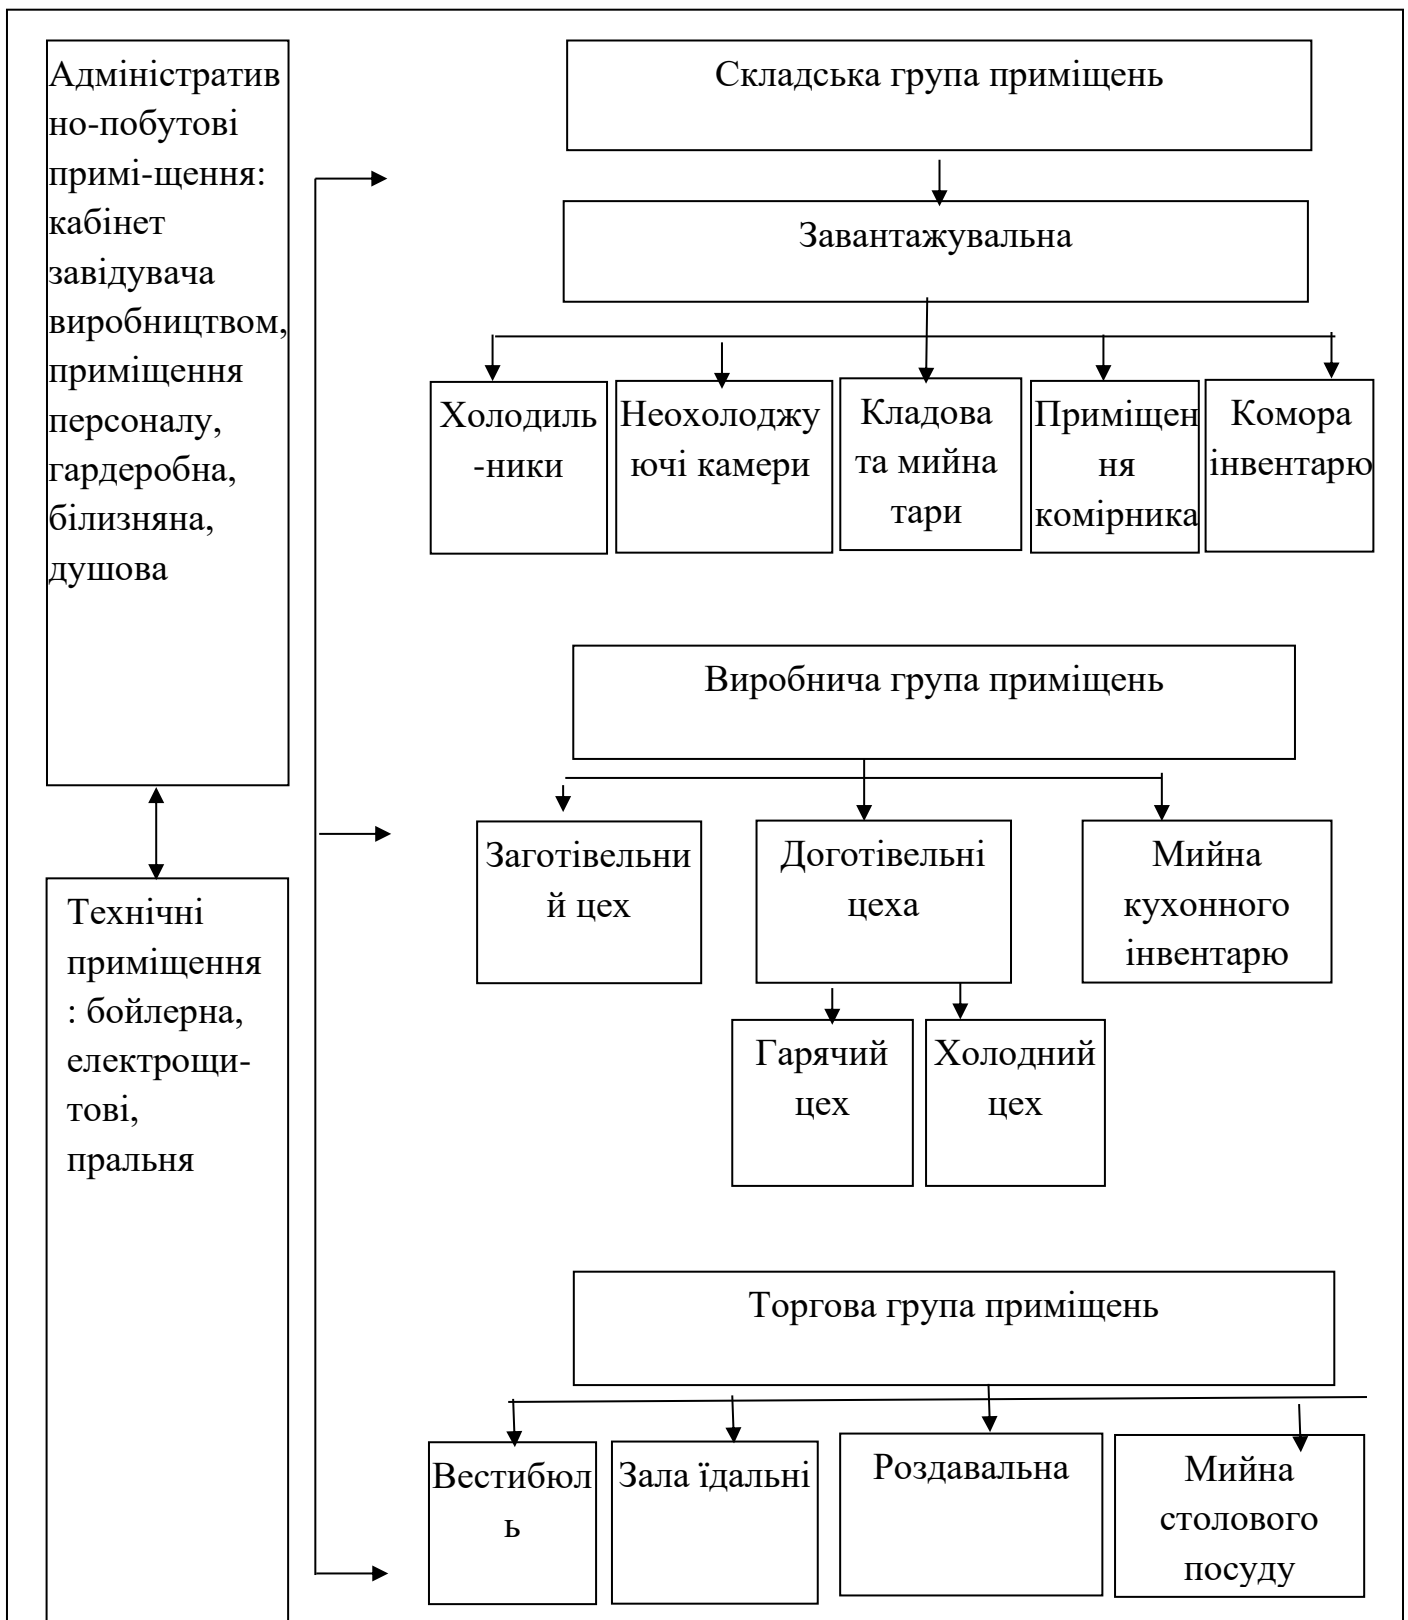 Адміністратив
но-побутові
примі-щення:
кабінет
завідувача
виробництвом,
приміщення
персоналу,
гардеробна,
білизняна,
душова
Технічні
приміщення
: бойлерна,
електрощи-
тові,
пральня
Складська група приміщень
Завантажувальна
Холодиль
-ники
Неохолоджу
ючі камери
Кладова
та мийна
тари
Приміщен
ня
комірника
Комора
інвентарю
Виробнича група приміщень
Заготівельни
й цех
Доготівельні
цеха
Мийна
кухонного
інвентарю
Гарячий
цех
Холодний
цех
Торгова група приміщень
Вестибюл
ь
Зала їдальні
Роздавальна
Мийна
столового
посуду